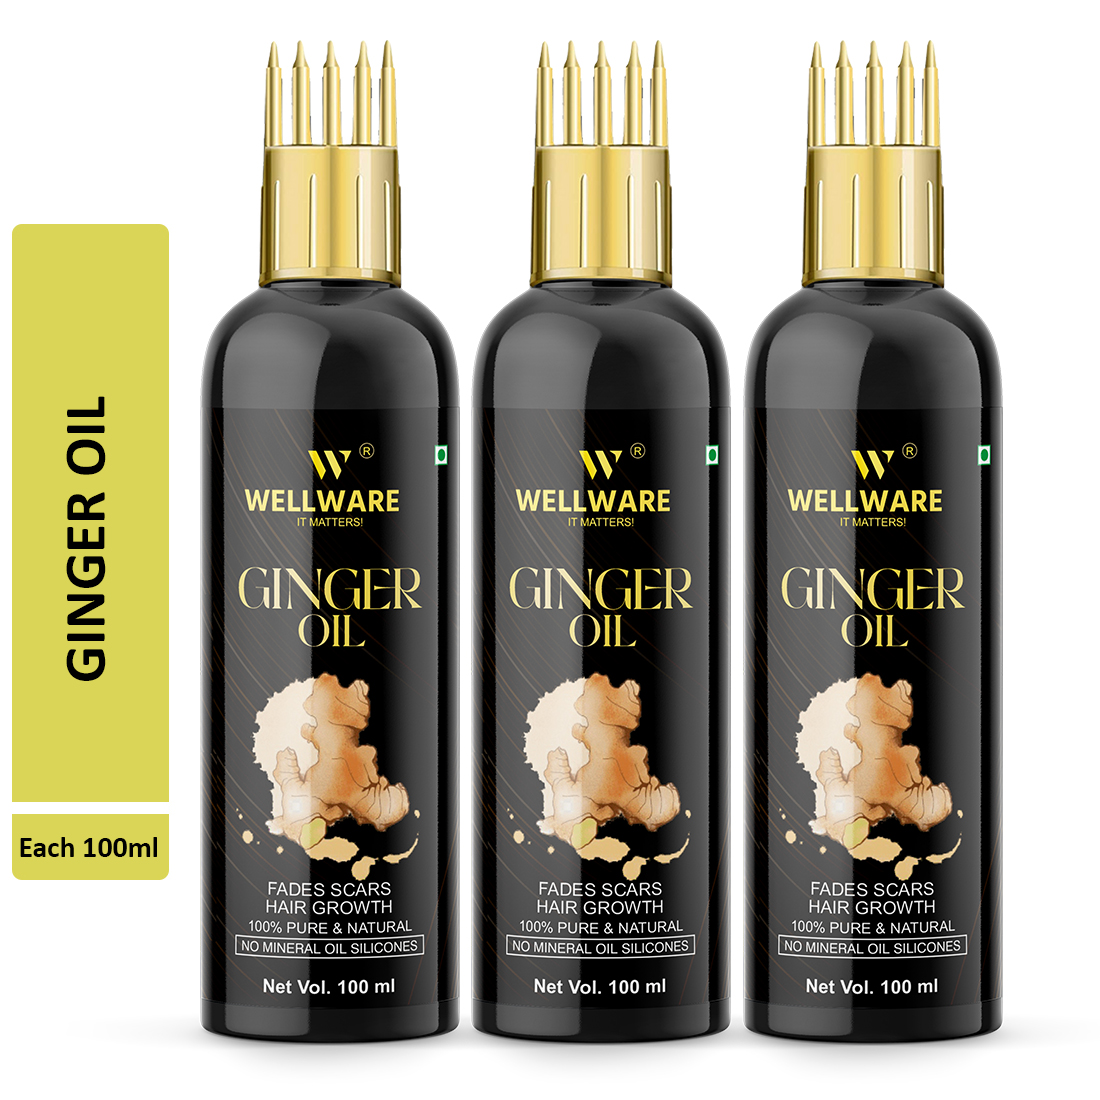 GINGER OIL
Each 100ml
W®
WELLWARE
IT MATTERS!
GINGER
OIL
FADES SCARS
HAIR GROWTH
100% PURE & NATURAL
NO MINERAL OIL SILICONES
Net Vol. 100 ml
W®
WELLWARE
IT MATTERS!
GINGER
OIL
FADES SCARS
HAIR GROWTH
100% PURE & NATURAL
NO MINERAL OIL SILICONES
Net Vol. 100 ml
W®
WELLWARE
IT MATTERS!
GINGER
OIL
FADES SCARS
HAIR GROWTH
100% PURE & NATURAL
NO MINERAL OIL SILICONES
Net Vol. 100 ml